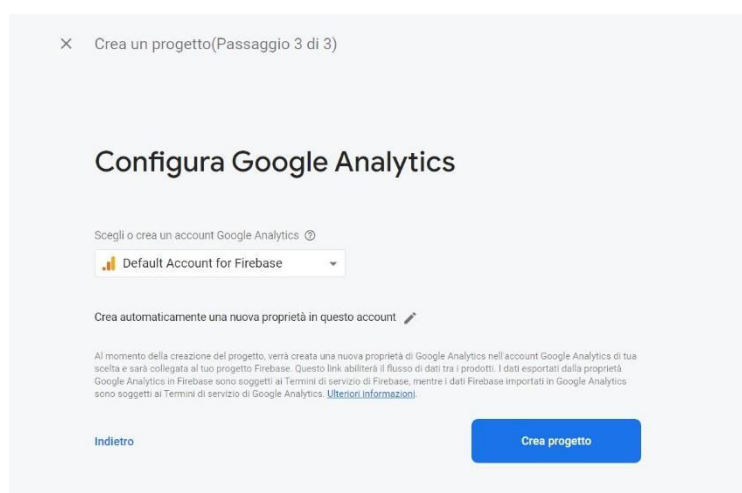 Crea un progetto(Passaggio 3 di 3)
Configura Google Analytics
Scegli o crea un account Google Analytics
Default Account for Firebase
Crea automaticamente una nuova proprietà in questo account
Al momento della creazione del progetto, verrà creata una nuova proprietà di Google Analytics nell'account Google Analytics di tua
scelta e sarà collegata al tuo progetto Firebase. Questo link abiliterà il flusso di dati tra i prodotti. I dati esportati dalla proprietà
Google Analytics in Firebase sono soggetti ai Termini di servizio di Firebase, mentre i dati Firebase importati in Google Analytics
sono soggetti ai Termini di servizio di Google Analytics. Ulteriori informazioni.
Indietro
Crea progetto